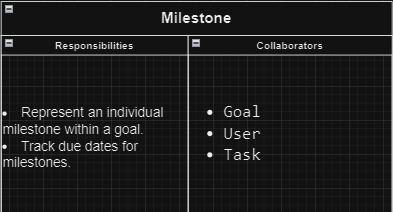 Milestone
Responsibilities
Collaborators
• Represent an individual
milestone within a goal.
• Track due dates for
milestones.
• Goal
• User
• Task